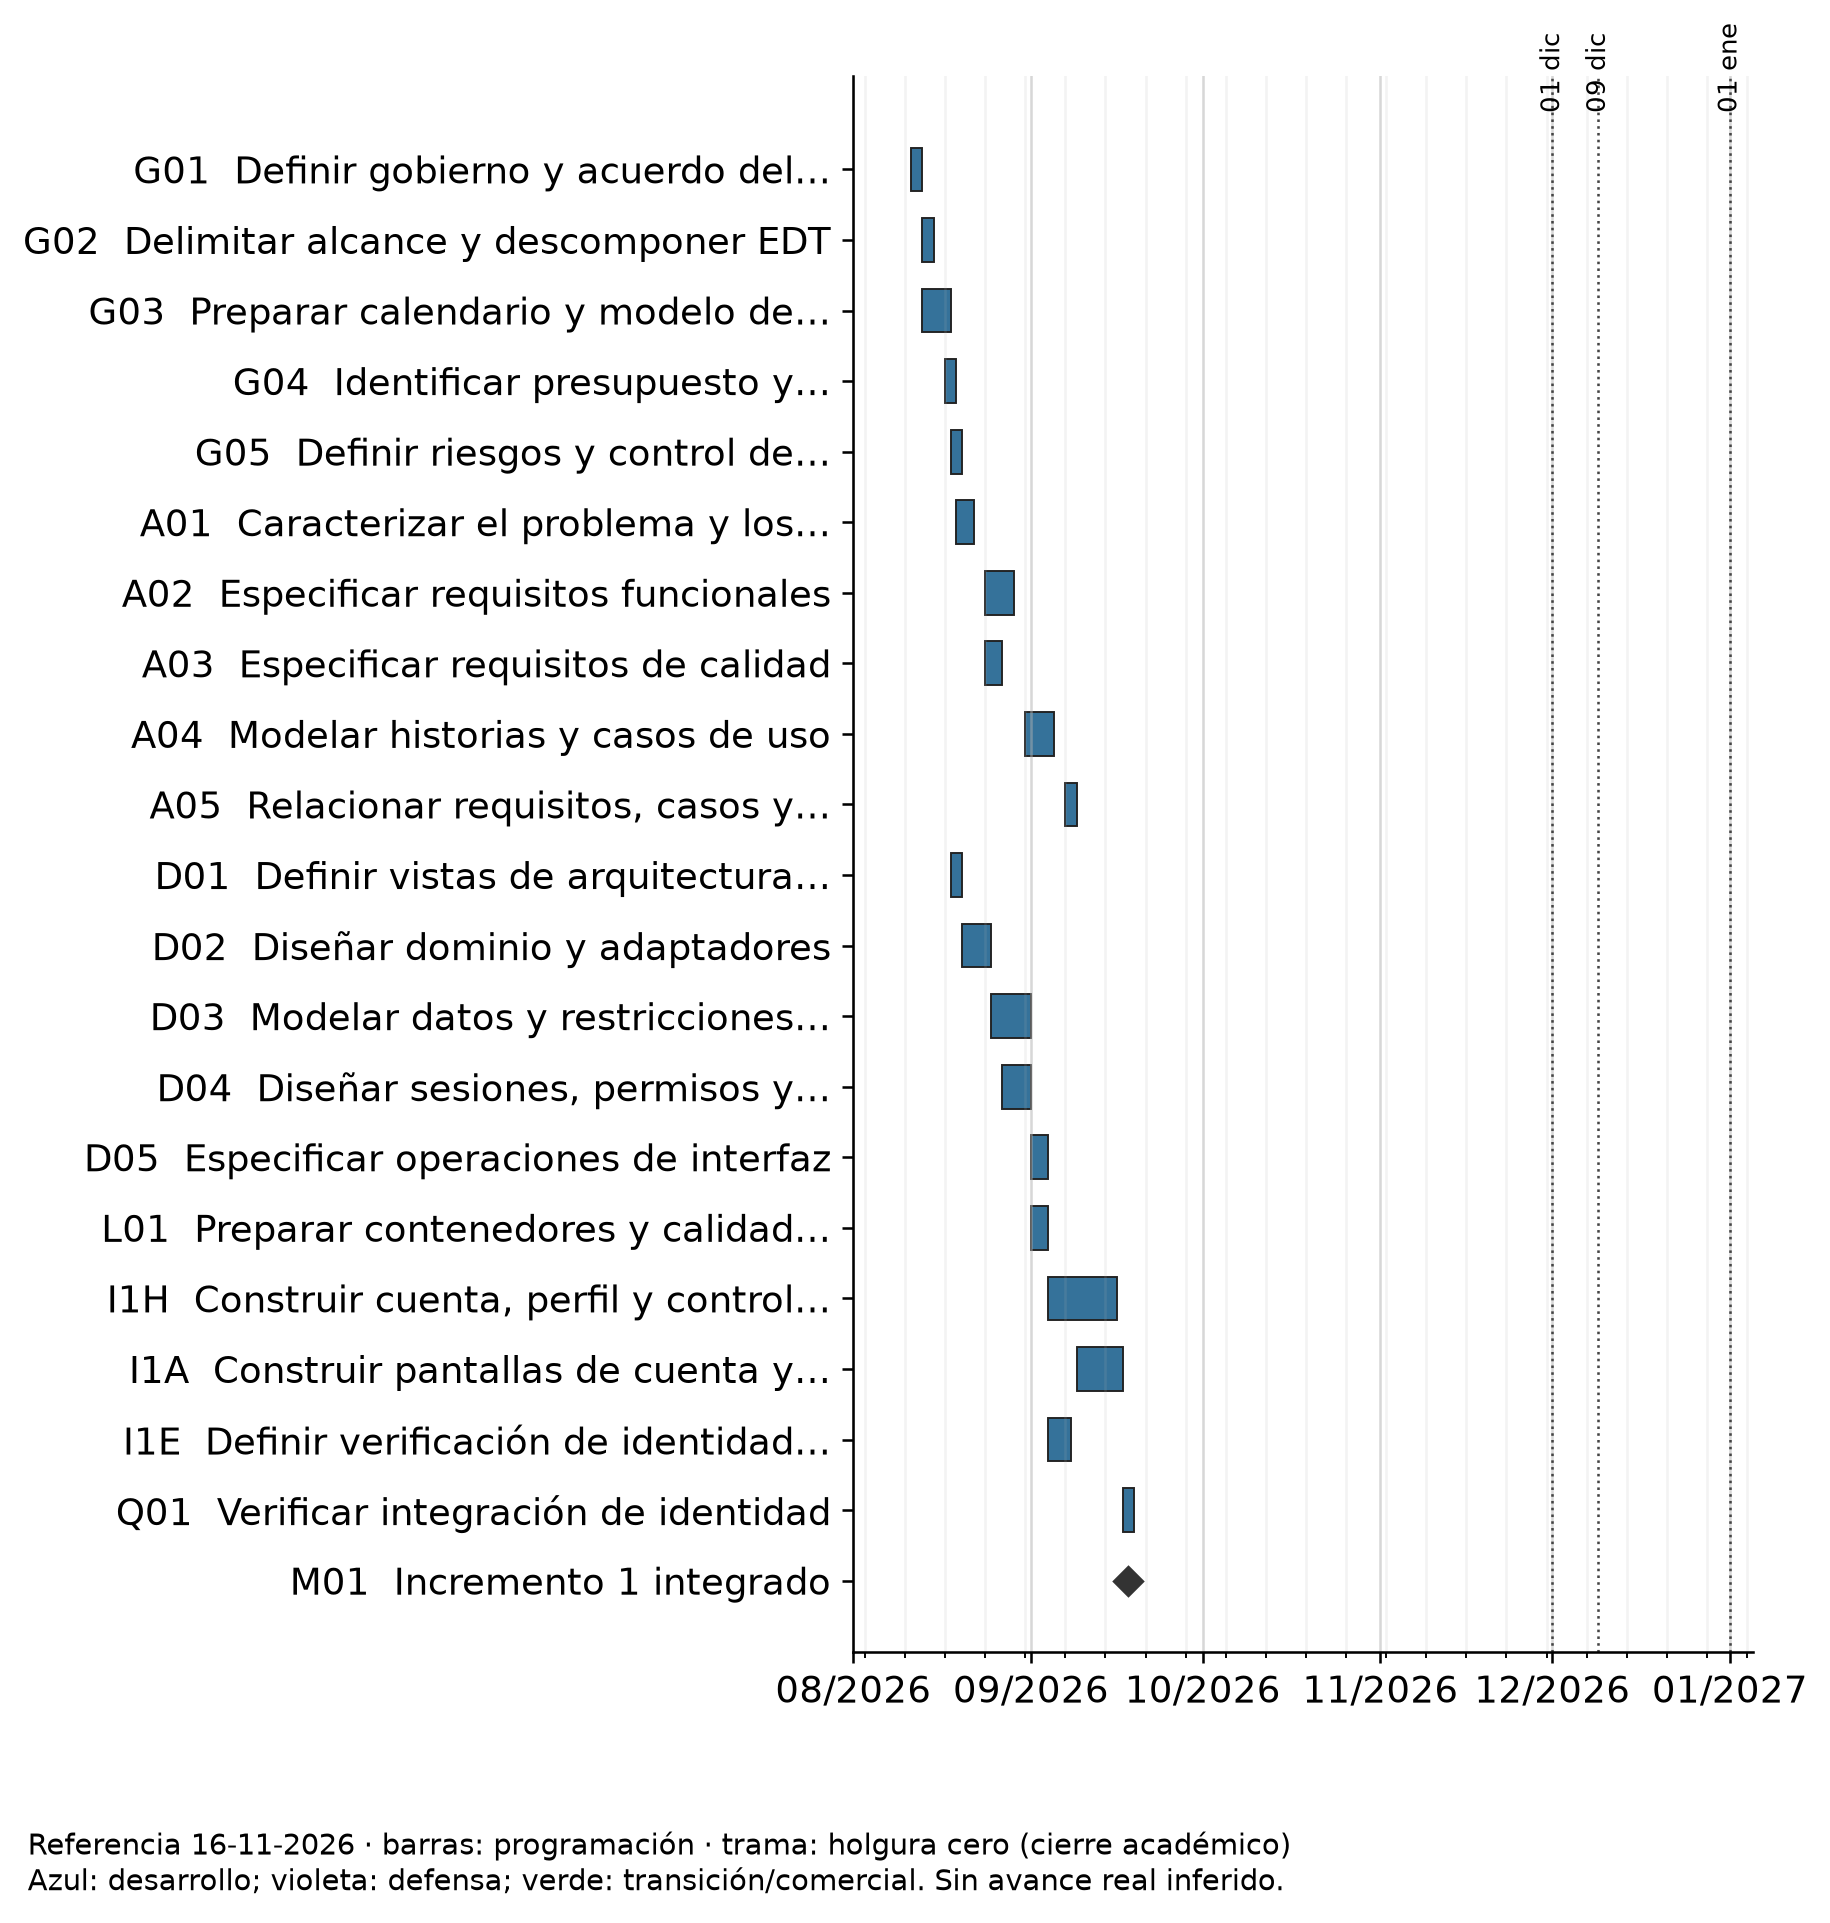 01 dic
09 dic
01 ene
G01 Definir gobierno y acuerdo del...
G02 Delimitar alcance y descomponer EDT
G03 Preparar calendario y modelo de...
G04 Identificar presupuesto y...
G05 Definir riesgos y control de...
A01 Caracterizar el problema y los...
A02 Especificar requisitos funcionales
A03 Especificar requisitos de calidad
A04 Modelar historias y casos de uso
A05 Relacionar requisitos, casos y...
D01 Definir vistas de arquitectura...
D02 Diseñar dominio y adaptadores
D03 Modelar datos y restricciones...
D04 Diseñar sesiones, permisos y...
D05 Especificar operaciones de interfaz
L01 Preparar contenedores y calidad...
I1H Construir cuenta, perfil y control...
I1A Construir pantallas de cuenta y...
I1E Definir verificación de identidad...
Q01 Verificar integración de identidad
M01 Incremento 1 integrado
08/2026 09/2026 10/2026 11/2026 12/2026 01/2027
Referencia 16-11-2026 · barras: programación · trama: holgura cero (cierre académico)
Azul: desarrollo; violeta: defensa; verde: transición/comercial. Sin avance real inferido.